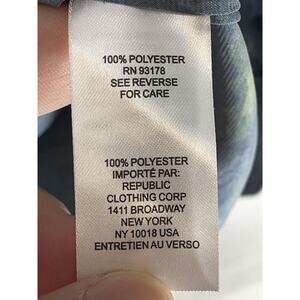 100% POLYESTER
RN 93178
SEE REVERSE
FOR CARE
100% POLYESTER
IMPORTÉ PAR:
REPUBLIC
CLOTHING CORP
1411 BROADWAY
NEW YORK
NY 10018 USA
ENTRETIEN AU VERSO